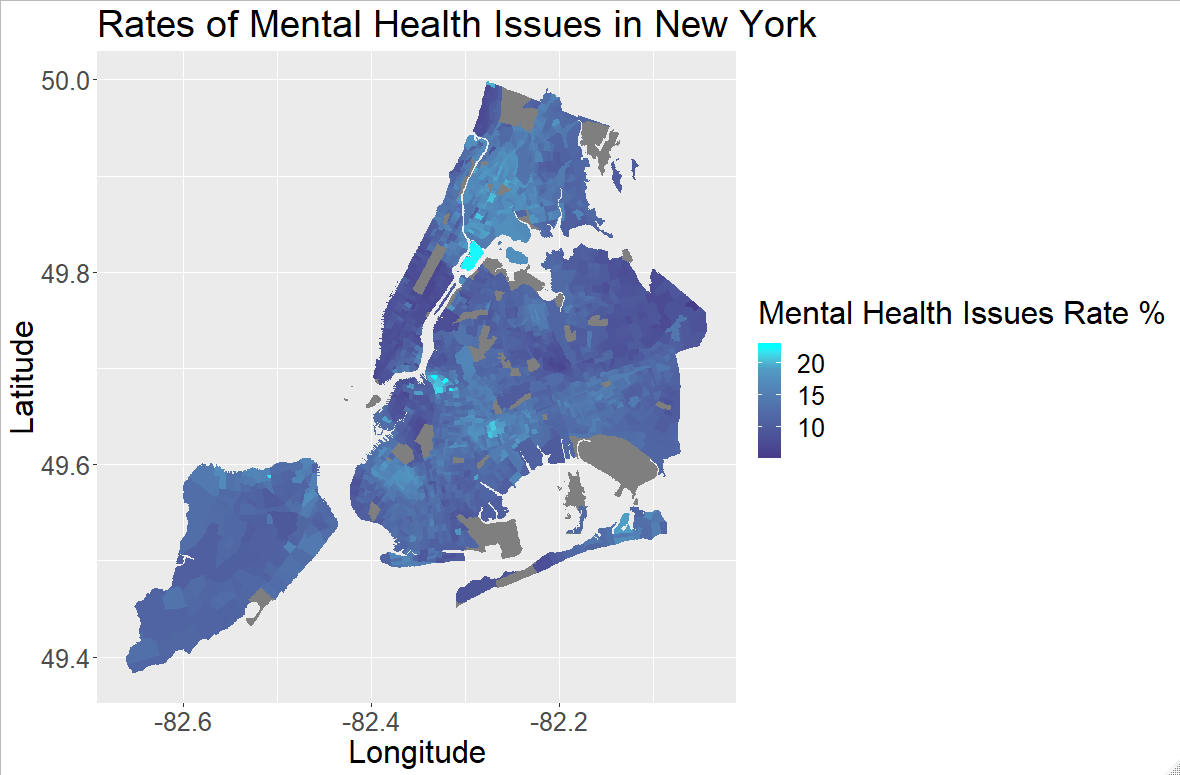 Rates of Mental Health Issues in New York
50.0
49.8
49.6
49.4
Latitude
-82.6
-82.4
-82.2
Longitude
Mental Health Issues Rate %
20
15
10